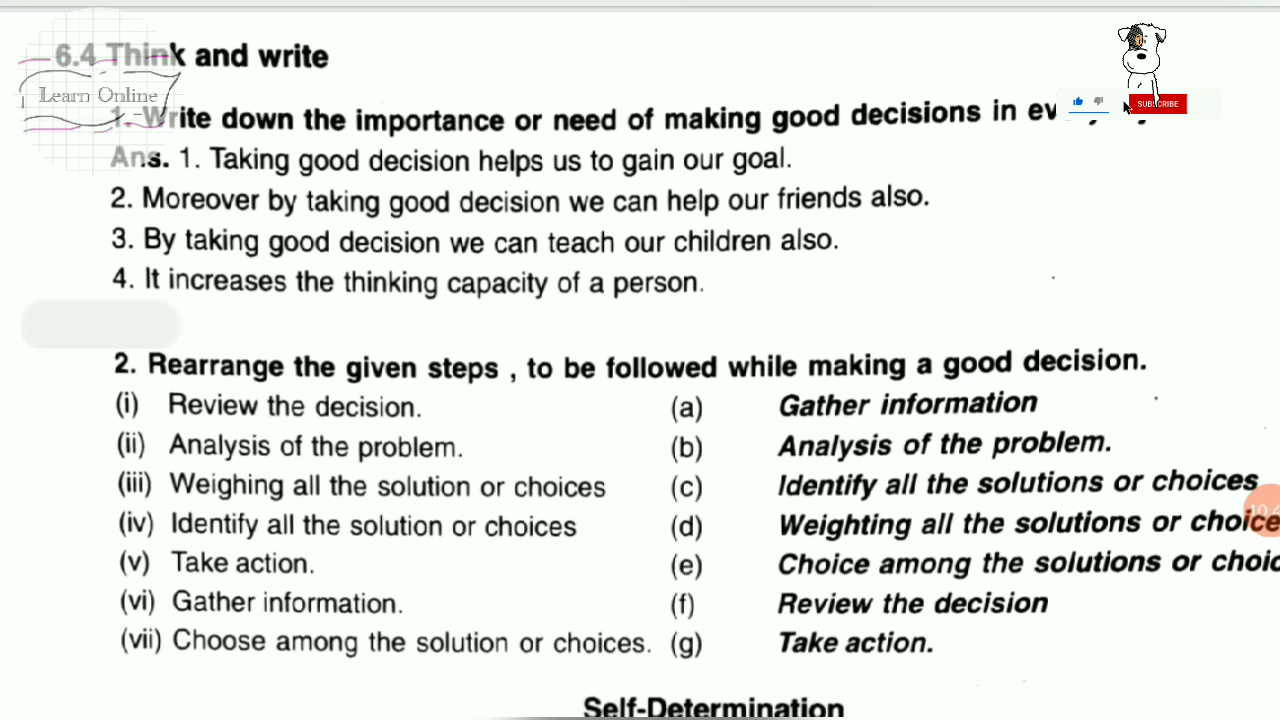 6.4 Think and write
Learn Online
1. Write down the importance or need of making good decisions in
SUBSCRIBE
Ans. 1. Taking good decision helps us to gain our goal.
2. Moreover by taking good decision we can help our friends also.
3. By taking good decision we can teach our children also.
4. It increases the thinking capacity of a person.
2. Rearrange the given steps , to be followed while making a good decision.
(i) Review the decision. (a) Gather information
(ii) Analysis of the problem. (b) Analysis of the problem.
(iii) Weighing all the solution or choices (c) Identify all the solutions or choices
(iv) Identify all the solution or choices (d) Weighting all the solutions or choice
(v) Take action. (e) Choice among the solutions or
(vi) Gather information. (f) Review the decision
(vii) Choose among the solution or choices. (g) Take action.
Self-Determination